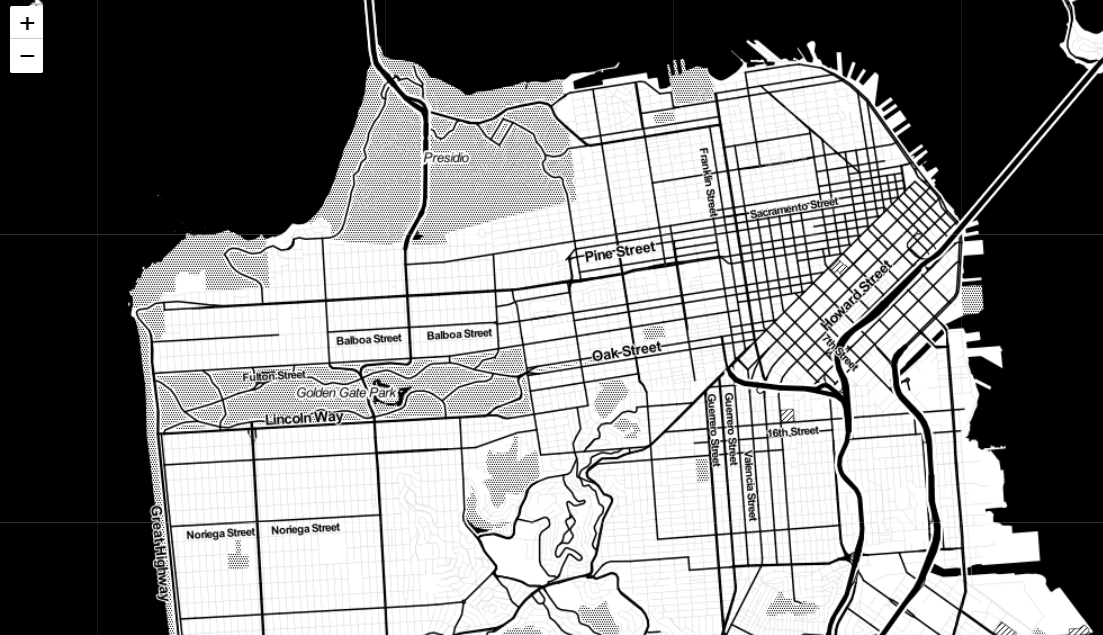 +
−
Presidio
Franklin Street
Sacramento Street
Pine Street
Howard Street
Balboa Street
Balboa Street
7th Street
Oak Street
Fulton Street
Golden Gate Park
Lincoln Way
Guerrero Street
Guerrero Street
16th Street
Valencia Street
Great Highway
Noriega Street
Noriega Street